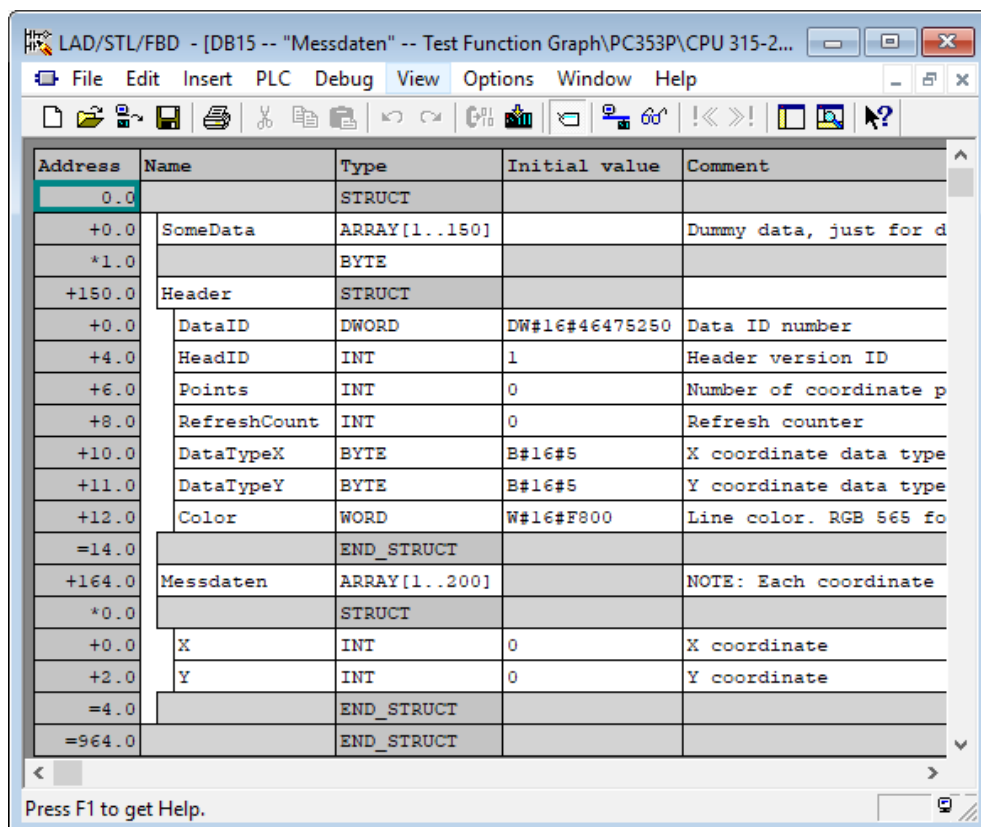 LAD/STL/FBD - [DB15 -- "Messdaten" -- Test Function Graph\PC353P\CPU 315-2...
File Edit Insert PLC Debug View Options Window Help
Address Name Type Initial value Comment
0.0 STRUCT
+0.0 SomeData ARRAY[1..150] Dummy data, just for d
*1.0 BYTE
+150.0 Header STRUCT
+0.0 DataID DWORD DW#16#46475250 Data ID number
+4.0 HeadID INT 1 Header version ID
+6.0 Points INT 0 Number of coordinate p
+8.0 RefreshCount INT 0 Refresh counter
+10.0 DataTypeX BYTE B#16#5 X coordinate data type
+11.0 DataTypeY BYTE B#16#5 Y coordinate data type
+12.0 Color WORD W#16#F800 Line color. RGB 565 fo
=14.0 END_STRUCT
+164.0 Messdaten ARRAY[1..200] NOTE: Each coordinate
*0.0 STRUCT
+0.0 X INT 0 X coordinate
+2.0 Y INT 0 Y coordinate
=4.0 END_STRUCT
=964.0 END_STRUCT
Press F1 to get Help.